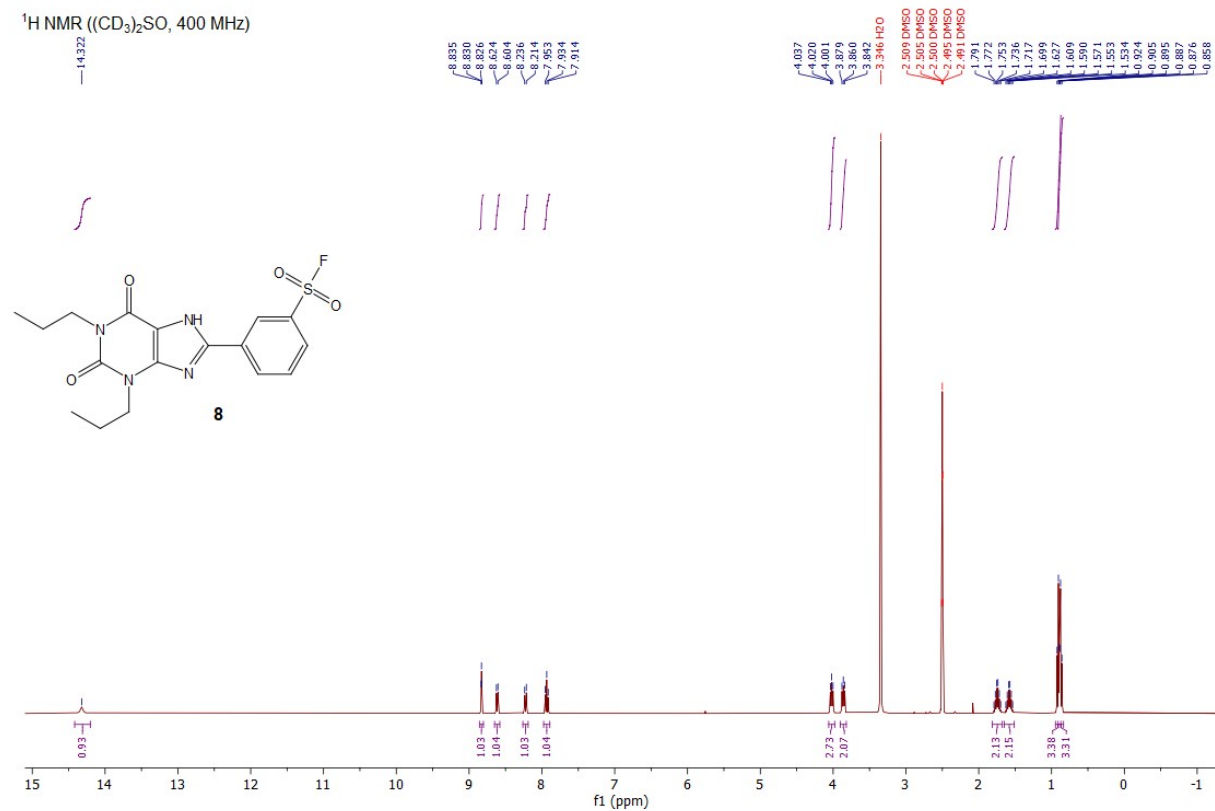 ¹H NMR ((CD₃)₂SO, 400 MHz)
14.322
8.835
8.830
8.826
8.624
8.604
8.236
8.214
7.953
7.934
7.914
4.037
4.020
4.001
3.879
3.860
3.842
3.346 H2O
2.509 DMSO
2.505 DMSO
2.500 DMSO
2.495 DMSO
2.491 DMSO
1.791
1.772
1.753
1.736
1.717
1.699
1.627
1.609
1.590
1.571
1.553
1.534
0.924
0.905
0.895
0.887
0.876
0.858
F
O
S
O
O
NH
N
O
N
N
8
0.93
1.03
1.04
1.03
1.04
2.73
2.07
2.13
2.15
3.38
3.31
15 14 13 12 11 10 9 8 7 6 5 4 3 2 1 0 -1
f1 (ppm)